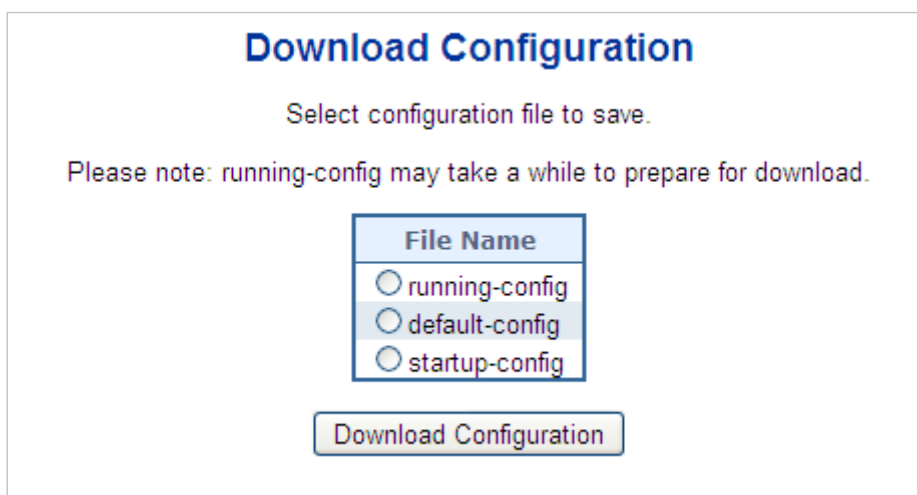 Download Configuration
Select configuration file to save.
Please note: running-config may take a while to prepare for download.
File Name
running-config
default-config
startup-config
Download Configuration